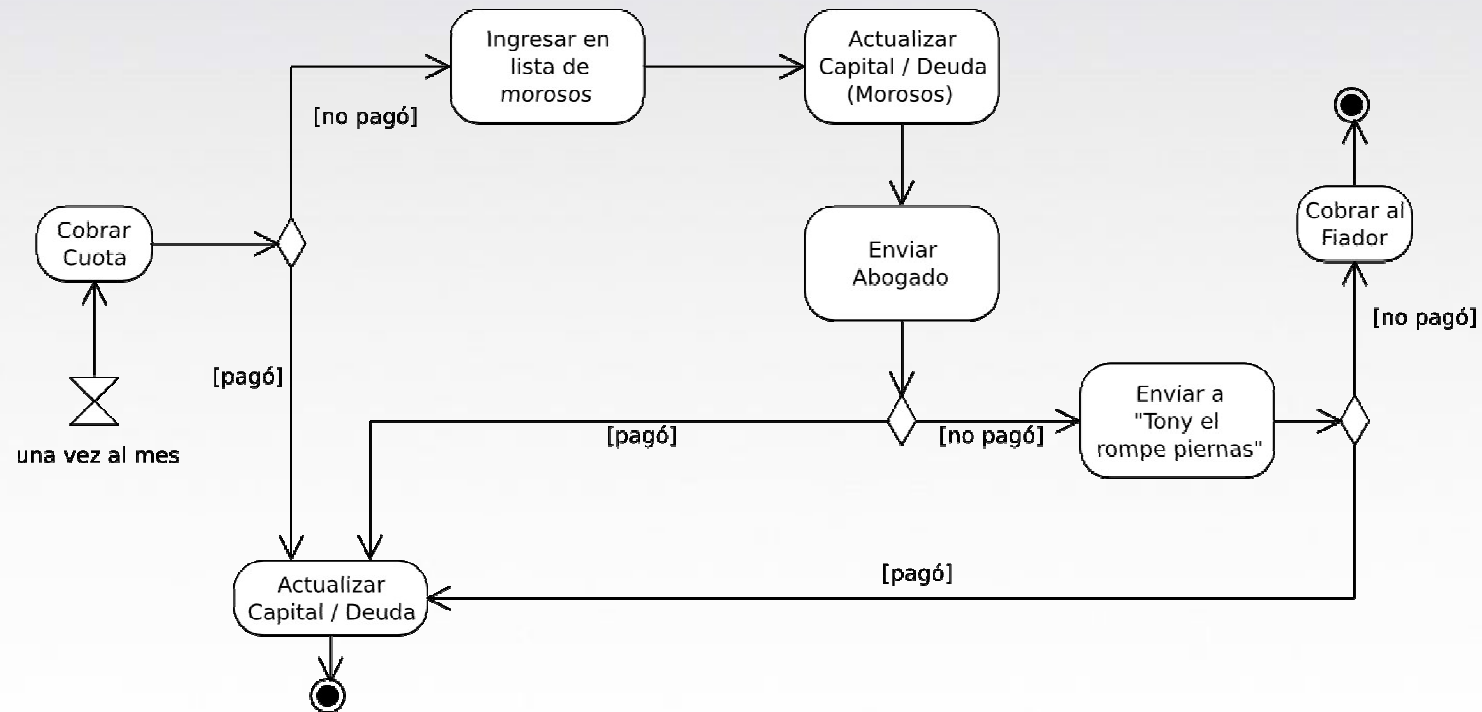 Ingresar en
lista de
morosos
Actualizar
Capital / Deuda
(Morosos)
[no pagó]
Cobrar
Cuota
Cobrar al
Fiador
Enviar
Abogado
[no pagó]
[pagó]
una vez al mes
[pagó]
[no pagó]
Enviar a
"Tony el
rompe piernas"
[pagó]
Actualizar
Capital / Deuda